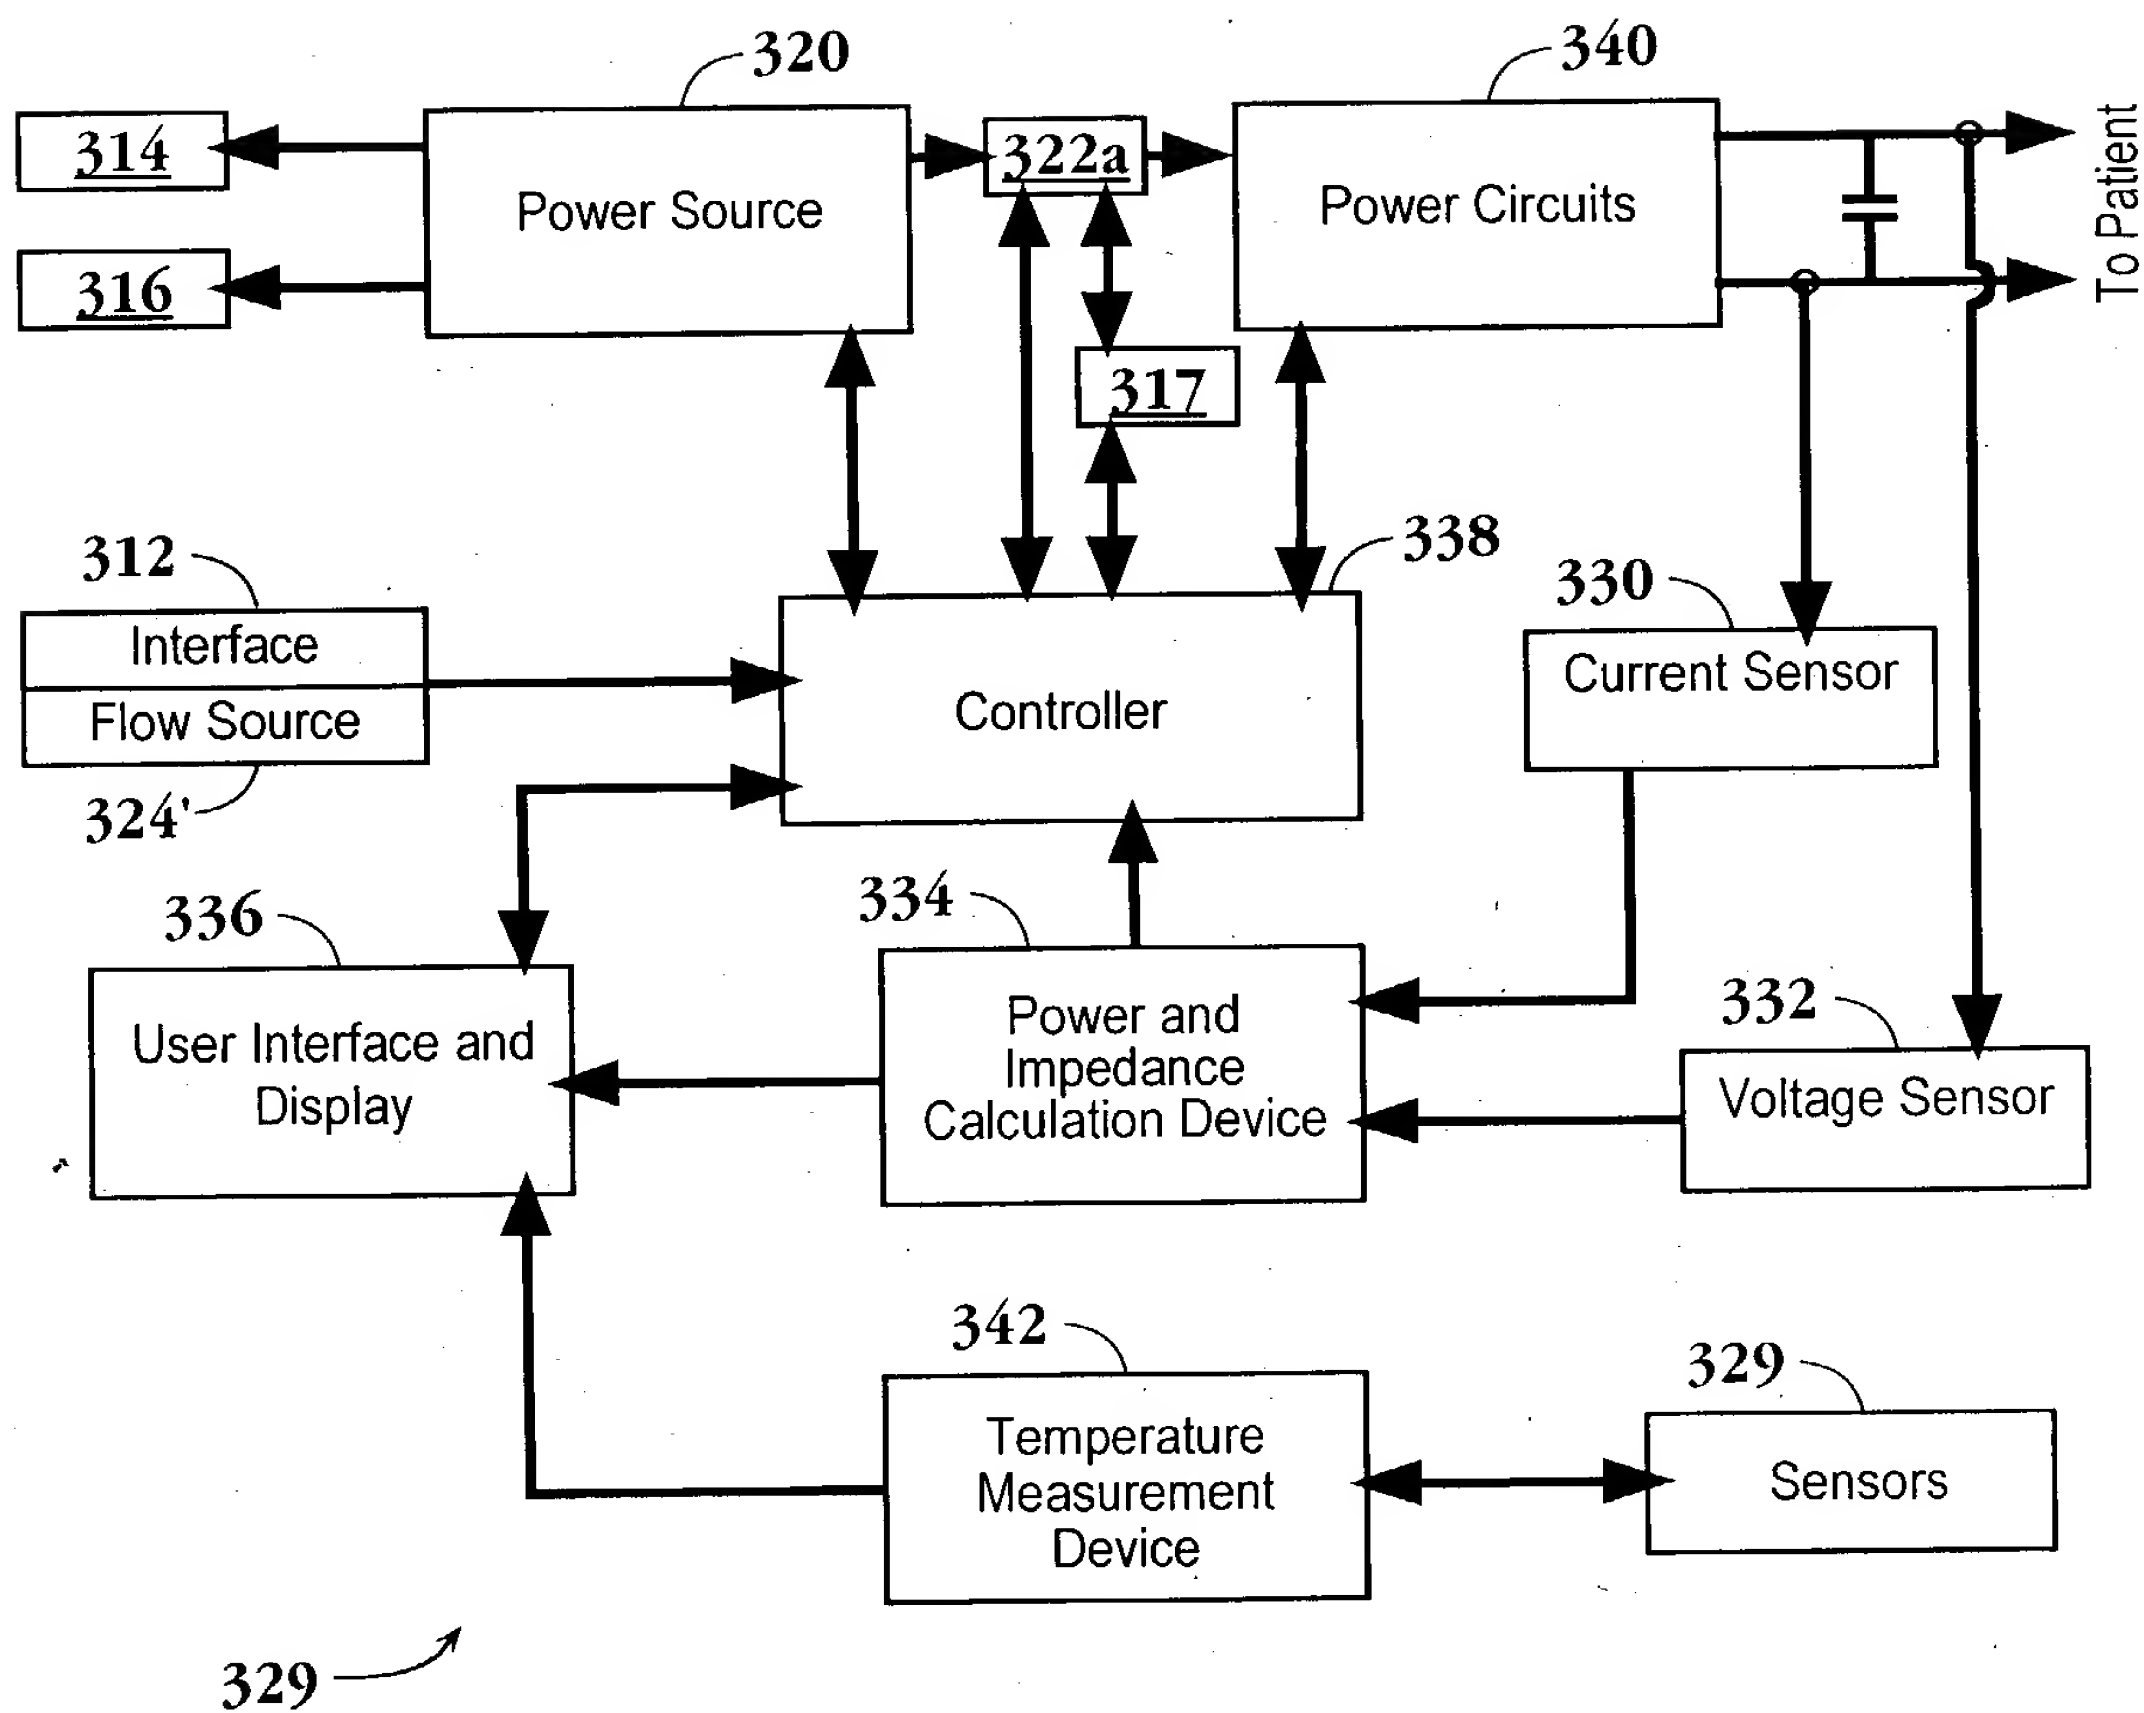 320
340
314
322a
To Patient
Power Source
Power Circuits
316
317
312
338
330
Interface
Current Sensor
Flow Source
Controller
324'
336
334
332
User Interface and
Display
Power and
Impedance
Calculation Device
Voltage Sensor
342
329
Temperature
Measurement
Device
Sensors
329